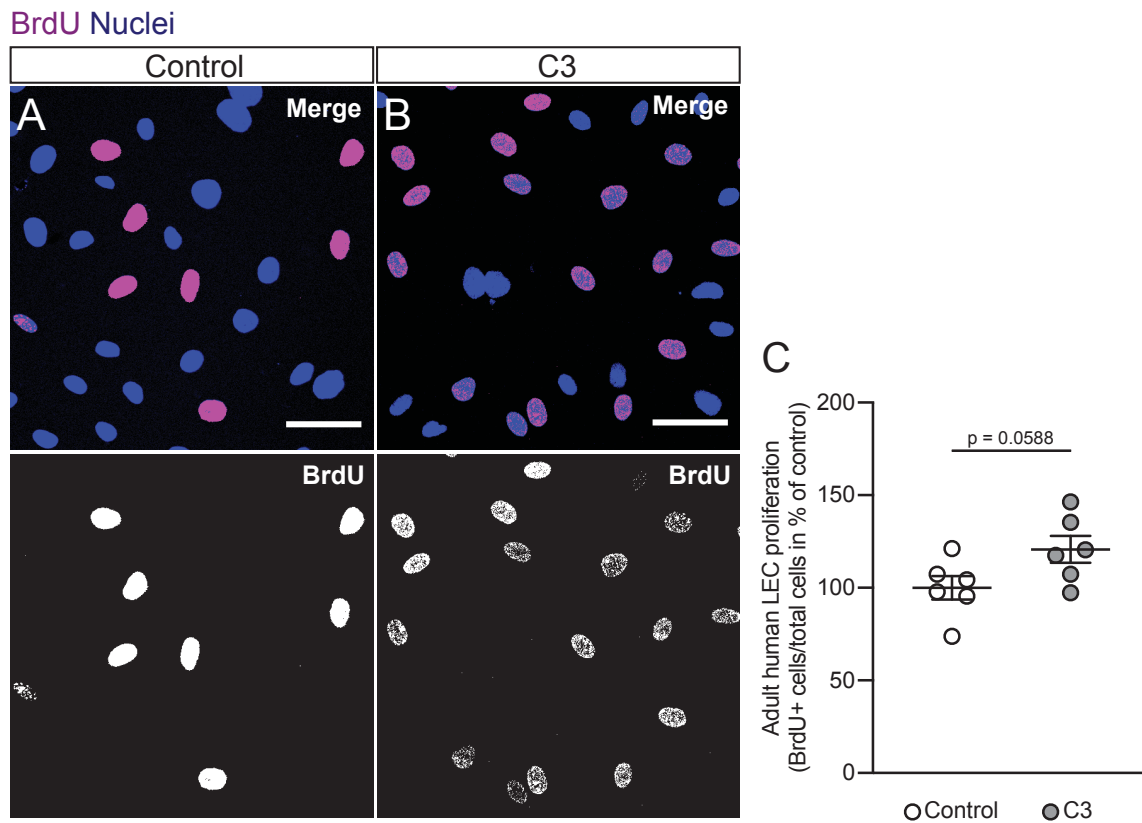 BrdU Nuclei
Control
C3
A
Merge
B
Merge
BrdU
BrdU
C
Adult human LEC proliferation
(BrdU+ cells/total cells in % of control)
200
150
100
50
0
p = 0.0588
Control
C3